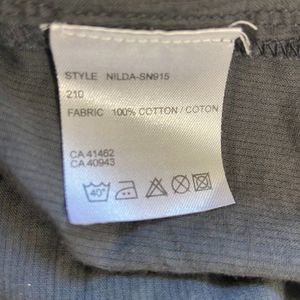 STYLE NILDA-SN915
210
FABRIC 100% COTTON / COTON
CA 41462
CA 40943
40°